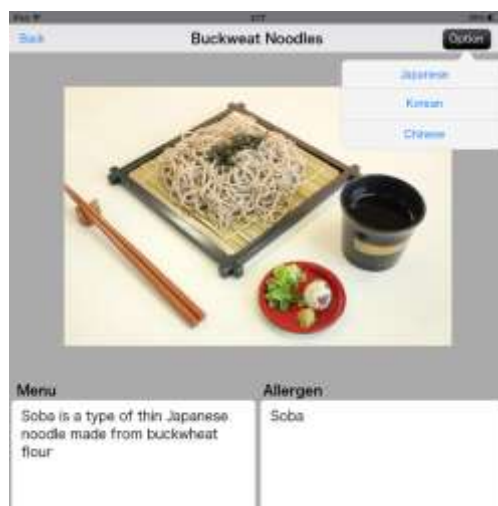 Back
Buckweat Noodles
Option
Japanese
Korean
Chinese
Menu
Allergen
Soba is a type of thin Japanese
noodle made from buckwheat
flour
Soba